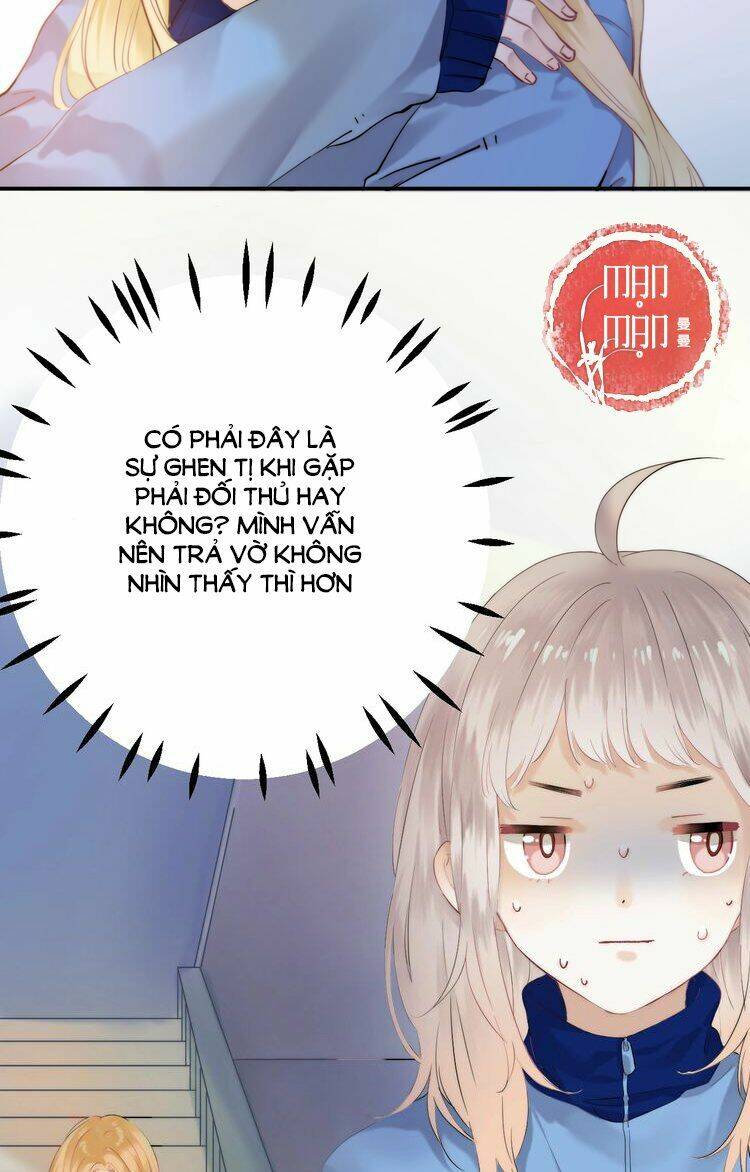 MẠN
MẠN
曼
曼
CÓ PHẢI ĐÂY LÀ
SỰ GHEN TỊ KHI GẶP
PHẢI ĐỐI THỦ HAY
KHÔNG? MÌNH VẪN
NÊN TRẢ VỜ KHÔNG
NHÌN THẤY THÌ HƠN